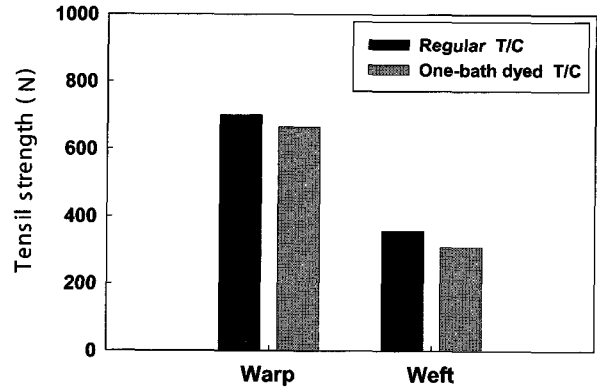 1000
800
600
400
200
0
Tensil strength (N)
Regular T/C
One-bath dyed T/C
Warp
Weft